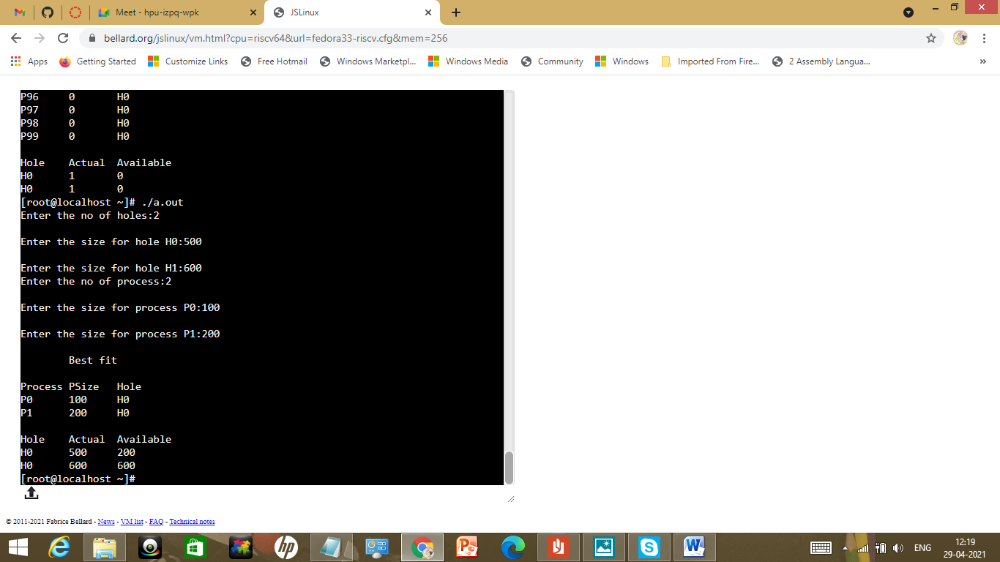 Meet - hpu-izpq-wpk
JSLinux
bellard.org/jslinux/vm.html?cpu=riscv64&url=fedora33-riscv.cfg&mem=256
Apps Getting Started Customize Links Free Hotmail Windows Marketpl... Windows Media Community Windows Imported From Fire... 2 Assembly Langua... »
P96 0 H0
P97 0 H0
P98 0 H0
P99 0 H0
Hole Actual Available
H0 1 0
H0 1 0
[root@localhost ~]# ./a.out
Enter the no of holes:2
Enter the size for hole H0:500
Enter the size for hole H1:600
Enter the no of process:2
Enter the size for process P0:100
Enter the size for process P1:200
Best fit
Process PSize Hole
P0 100 H0
P1 200 H0
Hole Actual Available
H0 500 200
H0 600 600
[root@localhost ~]#
© 2011-2021 Fabrice Bellard - News - VM list - FAQ - Technical notes
hp
ENG
12:19
29-04-2021